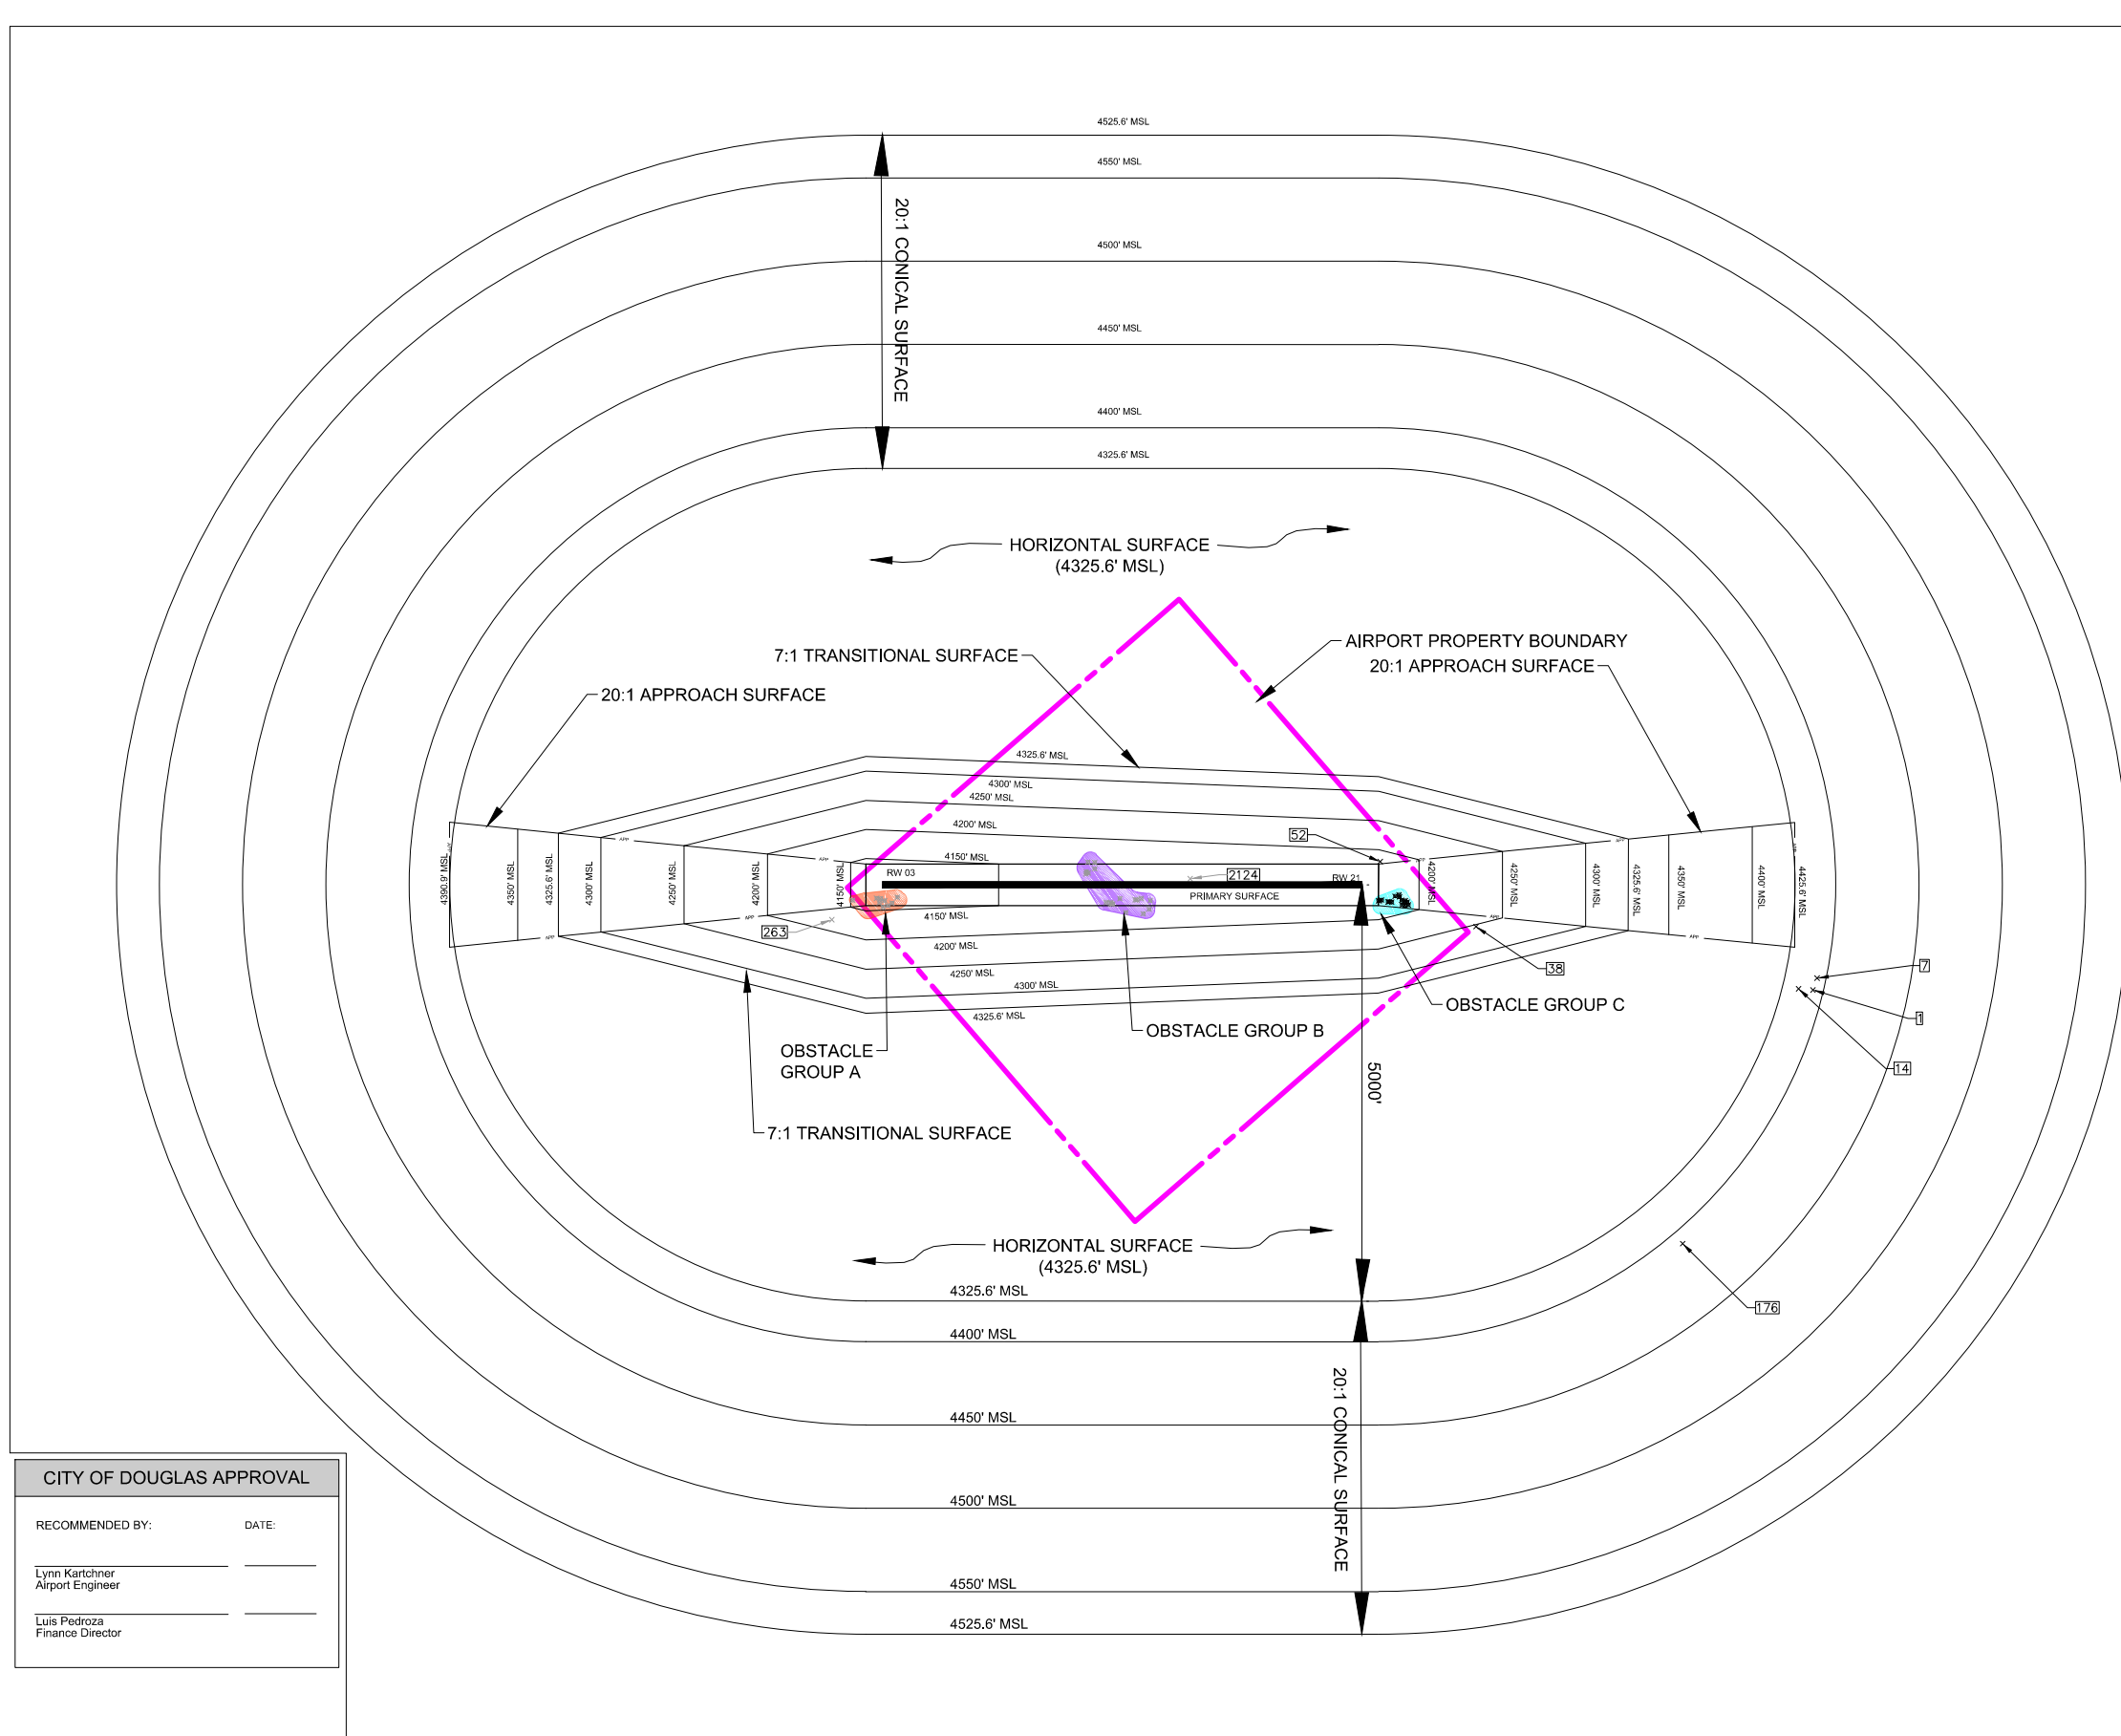 4525.6' MSL
4550' MSL
20:1 CONICAL SURFACE
4500' MSL
4450' MSL
4400' MSL
4325.6' MSL
HORIZONTAL SURFACE
(4325.6' MSL)
AIRPORT PROPERTY BOUNDARY
7:1 TRANSITIONAL SURFACE
20:1 APPROACH SURFACE
20:1 APPROACH SURFACE
4325.6' MSL
4300' MSL
4250' MSL
4200' MSL
4150' MSL
52
APP
APP
APP
APP
4390.9' MSL
4350' MSL
4325.6' MSL
4300' MSL
4250' MSL
4200' MSL
4150' MSL
RW 03
2124
RW 21
PRIMARY SURFACE
4200' MSL
4250' MSL
4300' MSL
4325.6' MSL
4350' MSL
4400' MSL
4425.6' MSL
4150' MSL
APP
APP
APP
APP
263
4200' MSL
4250' MSL
38
7
4300' MSL
4325.6' MSL
OBSTACLE GROUP C
1
OBSTACLE GROUP B
OBSTACLE
GROUP A
14
5000'
7:1 TRANSITIONAL SURFACE
HORIZONTAL SURFACE
(4325.6' MSL)
4325.6' MSL
176
4400' MSL
20:1 CONICAL SURFACE
4450' MSL
4500' MSL
4550' MSL
4525.6' MSL
CITY OF DOUGLAS APPROVAL
RECOMMENDED BY: DATE:
Lynn Kartchner
Airport Engineer
Luis Pedroza
Finance Director